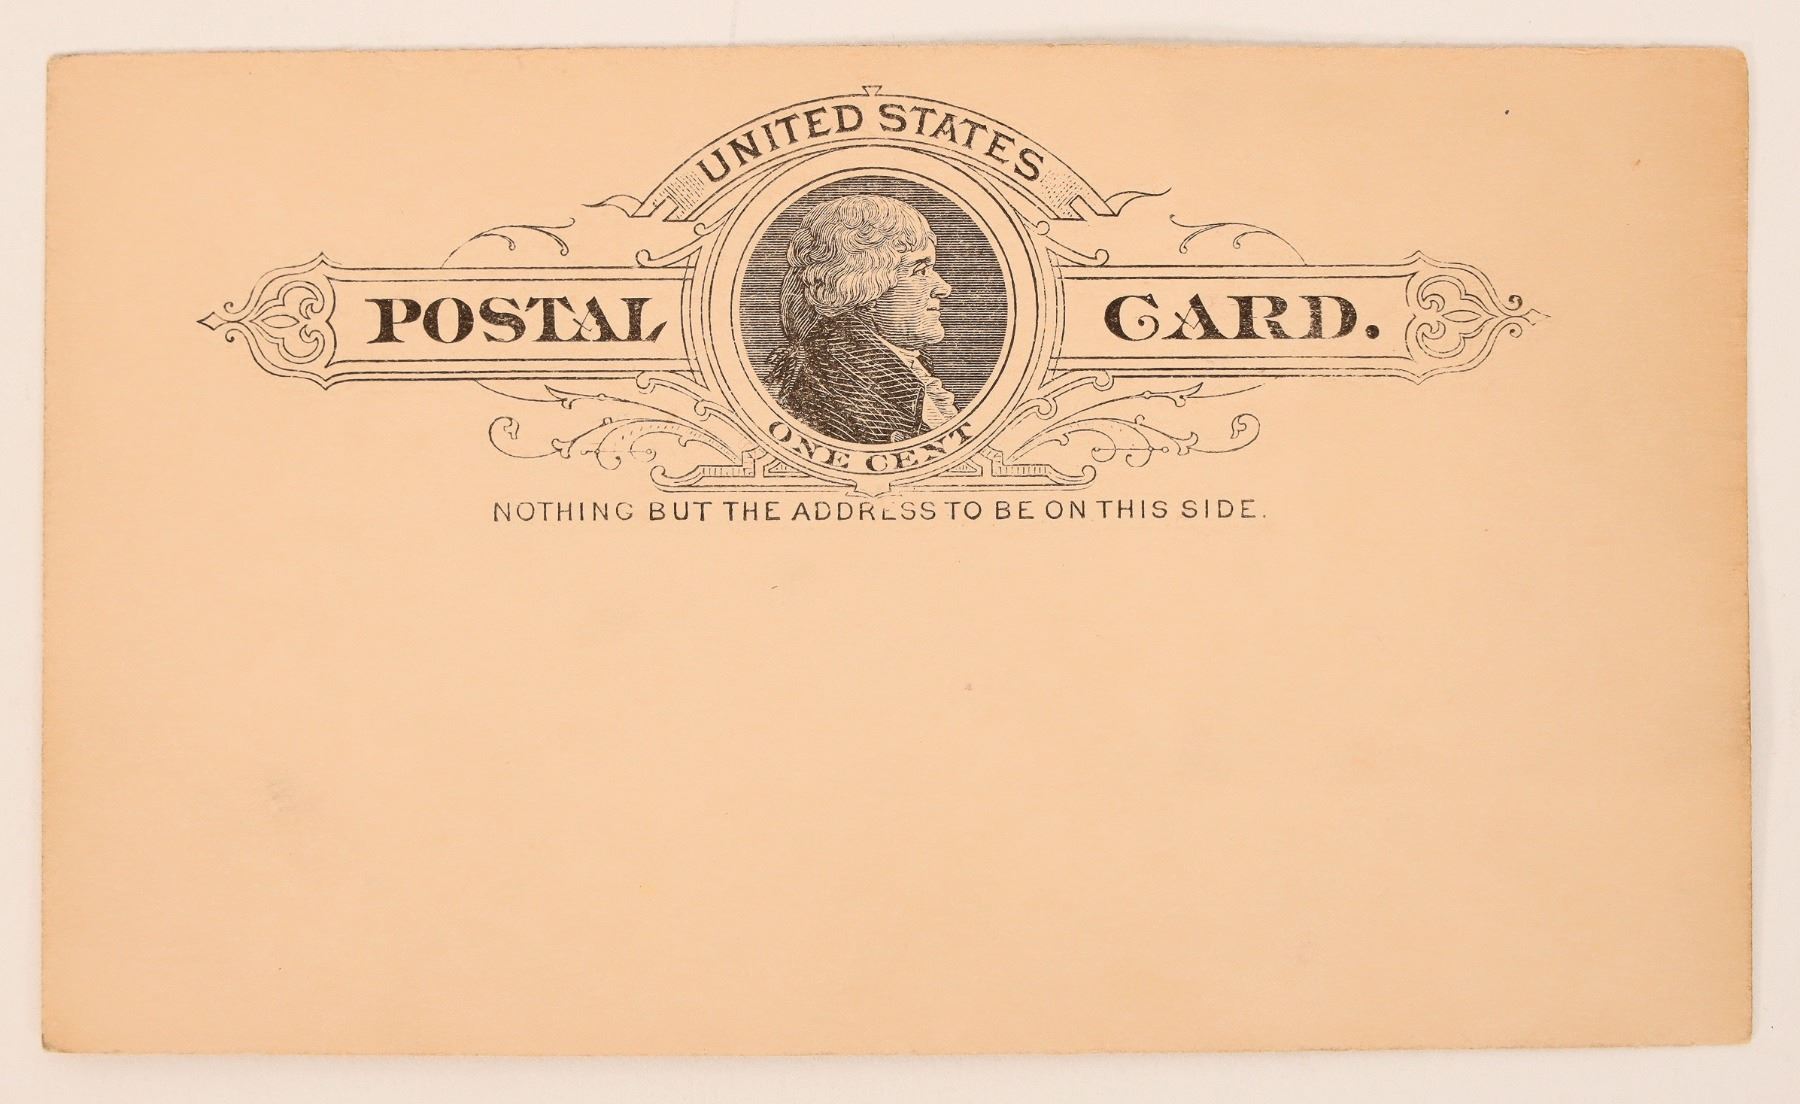 UNITED STATES
POSTAL CARD.
ONE CENT
NOTHING BUT THE ADDRESS TO BE ON THIS SIDE.